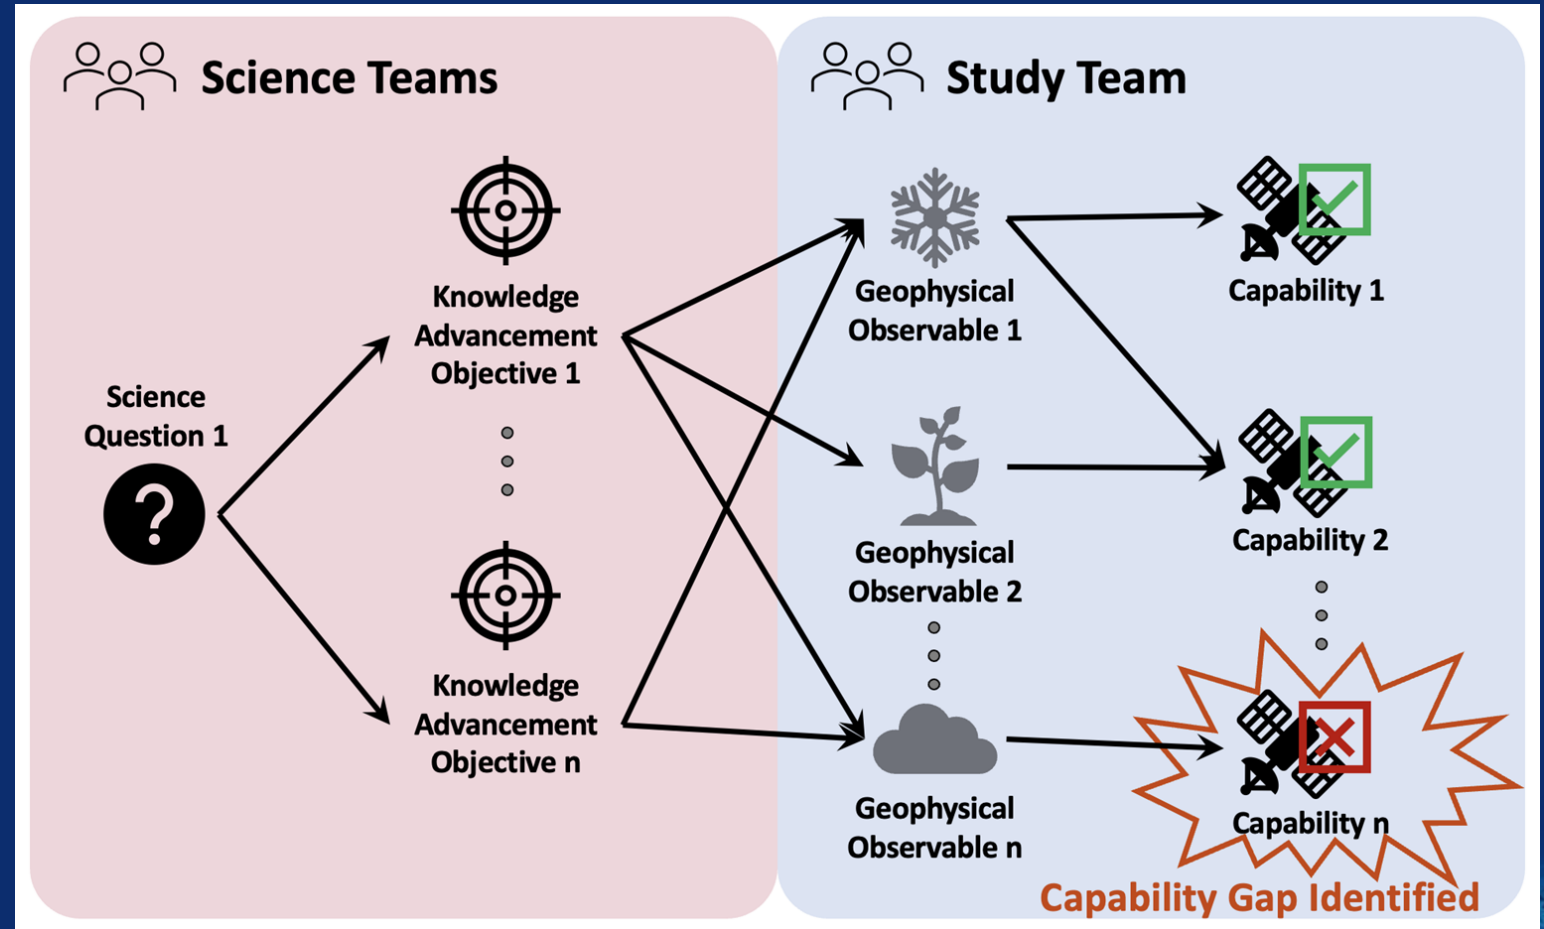 Science Teams
Study Team
Science
Question 1
Knowledge
Advancement
Objective 1
Knowledge
Advancement
Objective n
Geophysical
Observable 1
Geophysical
Observable 2
Geophysical
Observable n
Capability 1
Capability 2
Capability n
Capability Gap Identified